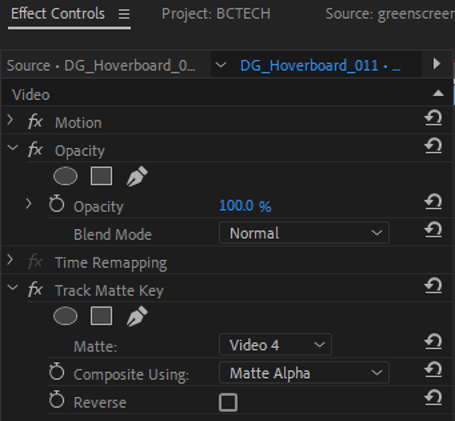 Effect Controls Project: BCTECH Source: greenscreen
Source • DG_Hoverboard_0... DG_Hoverboard_011 • ...
Video
fx Motion
fx Opacity
Opacity 100.0 %
Blend Mode Normal
fx Time Remapping
fx Track Matte Key
Matte: Video 4
Composite Using: Matte Alpha
Reverse